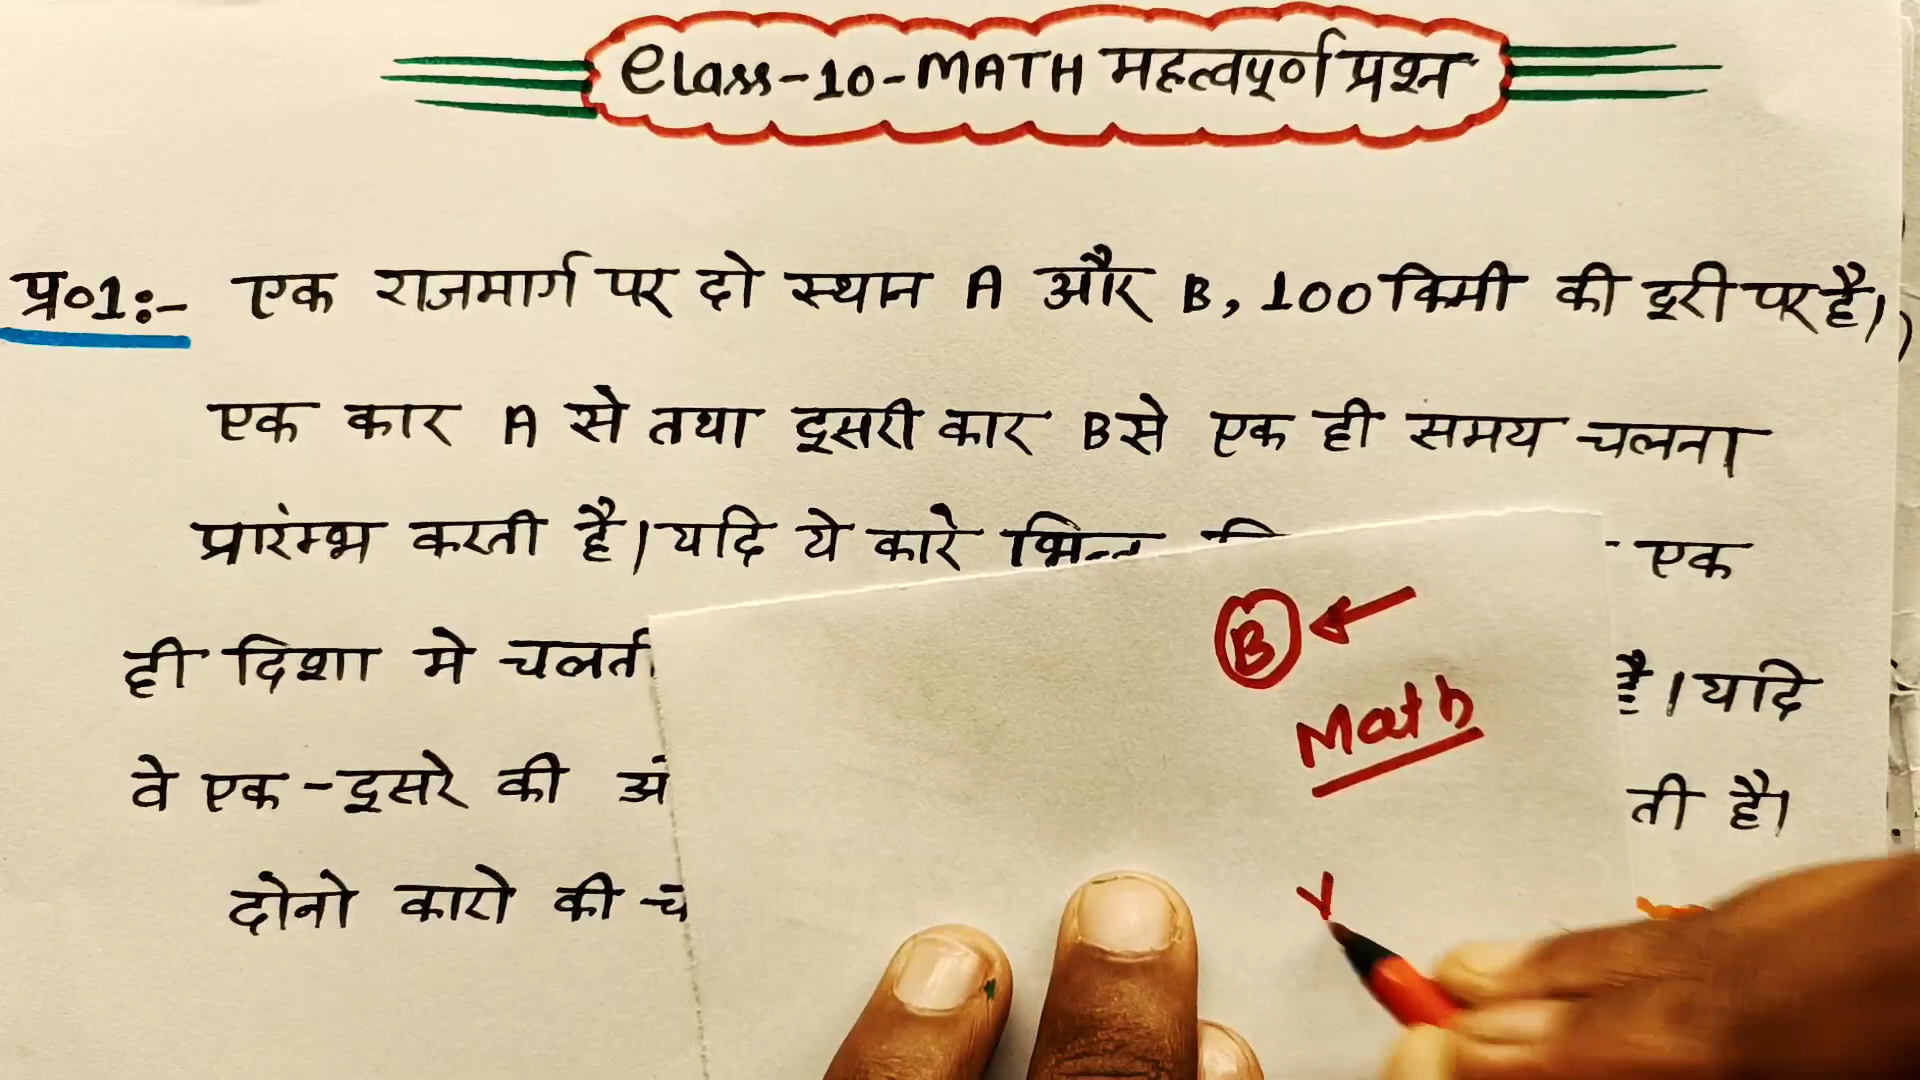 Class-10-MATH महत्वपूर्ण प्रश्न
प्र०1:- एक राजमार्ग पर दो स्थान A और B, 100 किमी की दूरी पर है।
एक कार A से तथा दूसरी कार B से एक ही समय चलना
प्रारंम्भ करती है। यदि ये कारे भिन्न एक
ही दिशा मे है। यदि
वे एक-दूसरे की ती है।
दोनो कारो की
B
Math